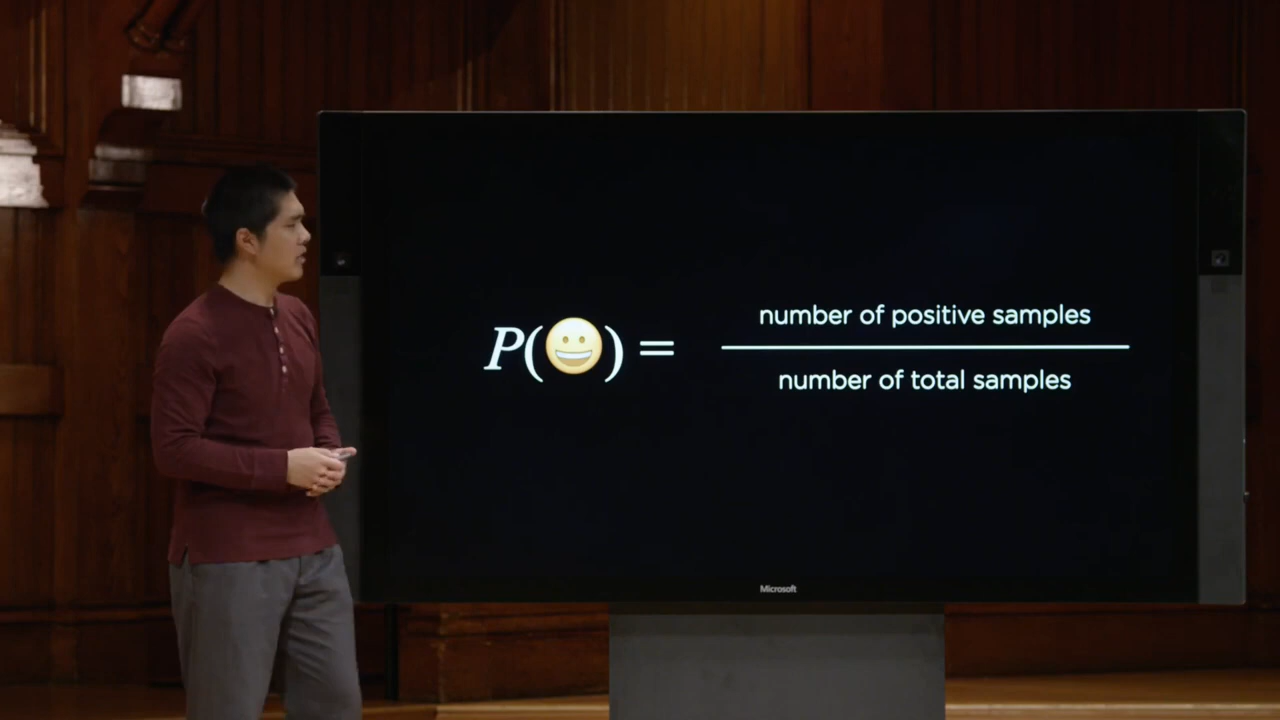 P(😀) =
number of positive samples
number of total samples
Microsoft